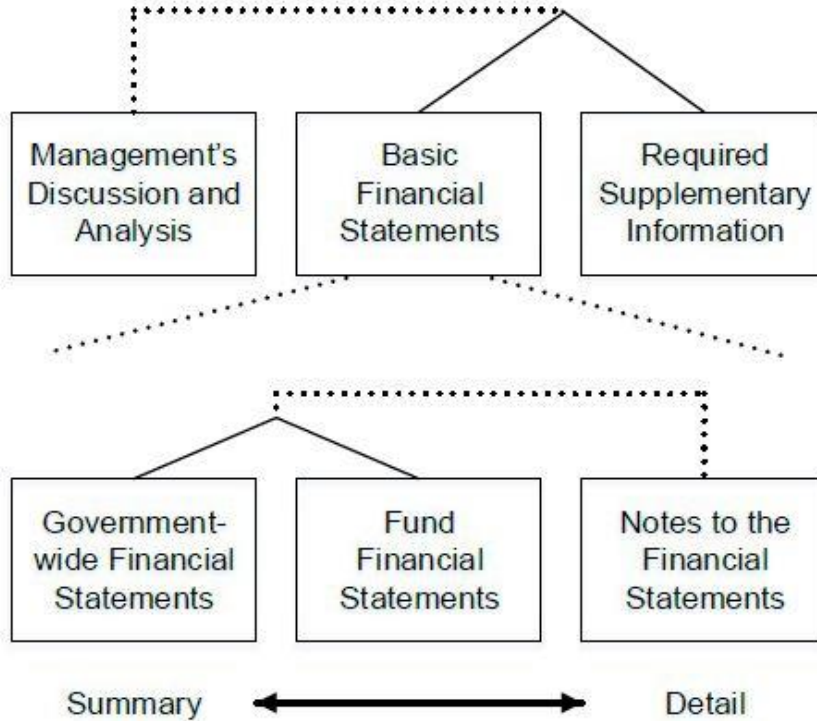 Management's
Discussion and
Analysis
Basic
Financial
Statements
Required
Supplementary
Information
Government-
wide Financial
Statements
Fund
Financial
Statements
Notes to the
Financial
Statements
Summary
Detail